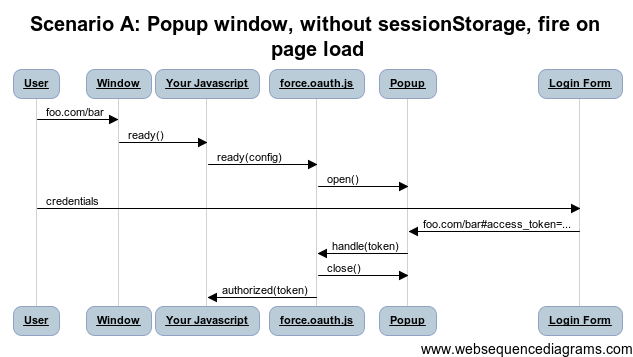 Scenario A: Popup window, without sessionStorage, fire on
page load
User Window Your Javascript force.oauth.js Popup Login Form
foo.com/bar
ready()
ready(config)
open()
credentials
foo.com/bar#access_token=...
handle(token)
close()
authorized(token)
User Window Your Javascript force.oauth.js Popup Login Form
www.websequencediagrams.com